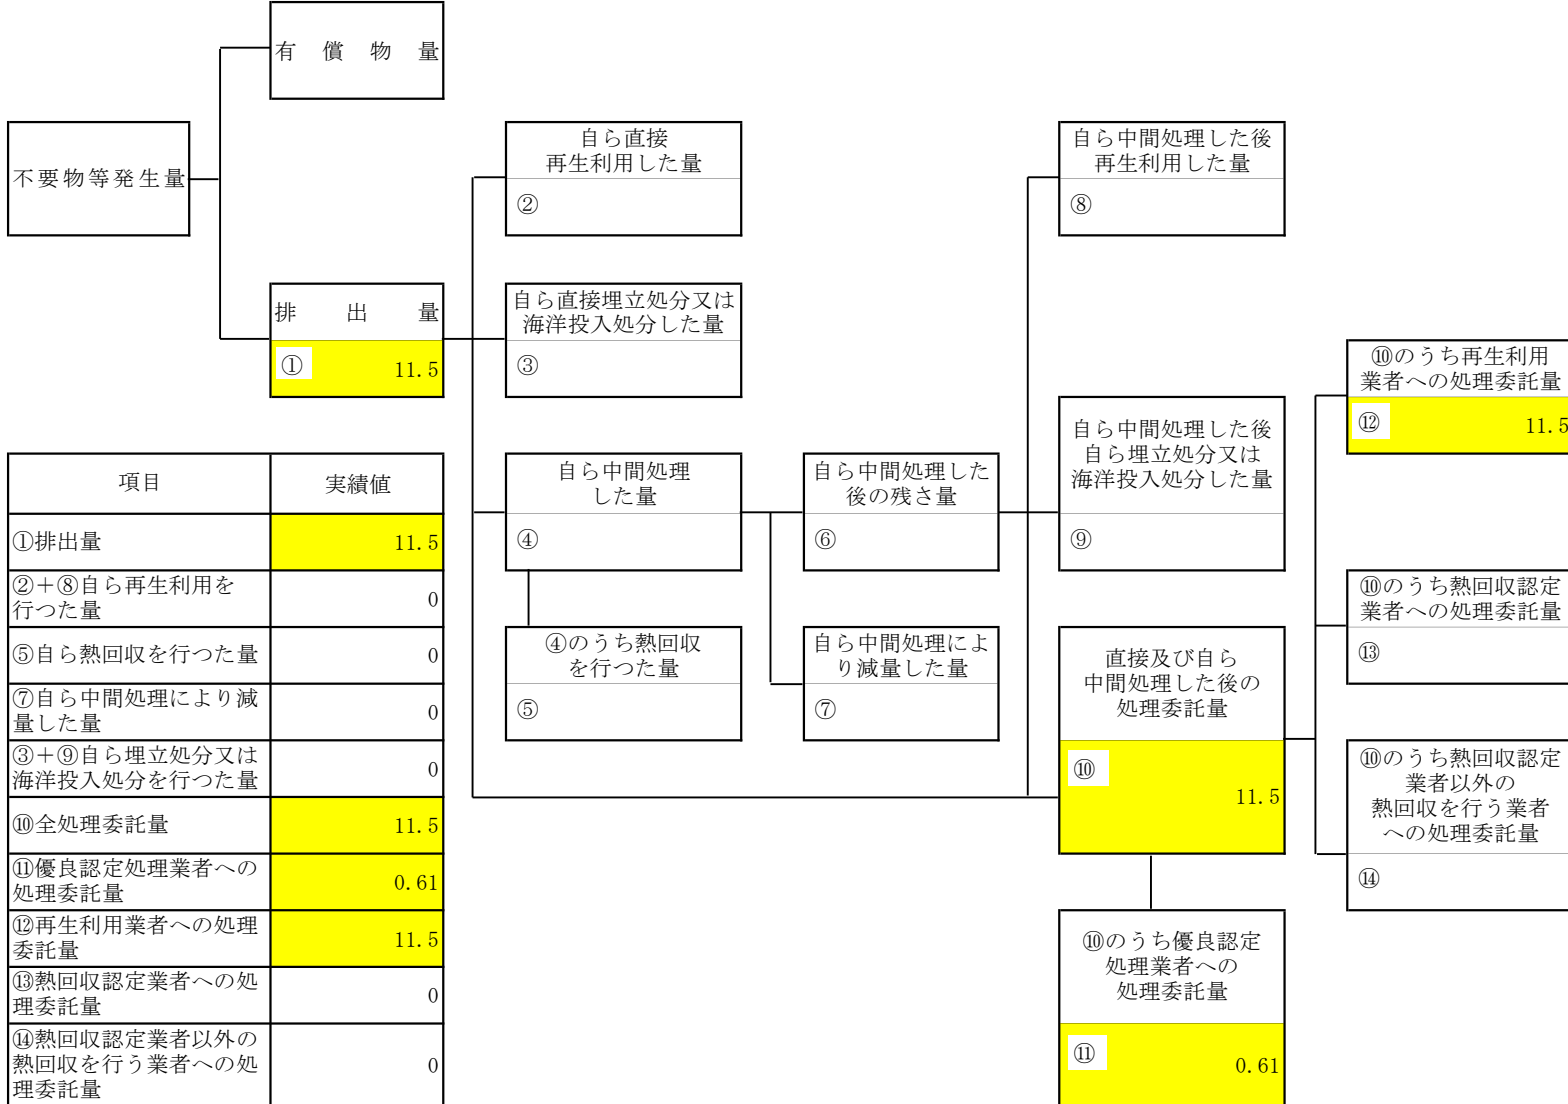 有償物量
不要物等発生量
自ら直接
再生利用した量
②
自ら中間処理した後
再生利用した量
⑧
排出量
① 11.5
自ら直接埋立処分又は
海洋投入処分した量
③
⑩のうち再生利用
業者への処理委託量
⑫ 11.5
自ら中間処理
した量
④
自ら中間処理した
後の残さ量
⑥
自ら中間処理した後
自ら埋立処分又は
海洋投入処分した量
⑨
⑩のうち熱回収認定
業者への処理委託量
⑬
④のうち熱回収
を行つた量
⑤
自ら中間処理によ
り減量した量
⑦
直接及び自ら
中間処理した後の
処理委託量
⑩
11.5
⑩のうち熱回収認定
業者以外の
熱回収を行う業者
への処理委託量
⑭
⑩のうち優良認定
処理業者への
処理委託量
⑪
0.61
項目 実績値
①排出量 11.5
②+⑧自ら再生利用を
行つた量 0
⑤自ら熱回収を行つた量 0
⑦自ら中間処理により減
量した量 0
③+⑨自ら埋立処分又は
海洋投入処分を行つた量 0
⑩全処理委託量 11.5
⑪優良認定処理業者への
処理委託量 0.61
⑫再生利用業者への処理
委託量 11.5
⑬熱回収認定業者への処
理委託量 0
⑭熱回収認定業者以外の
熱回収を行う業者への処
理委託量 0